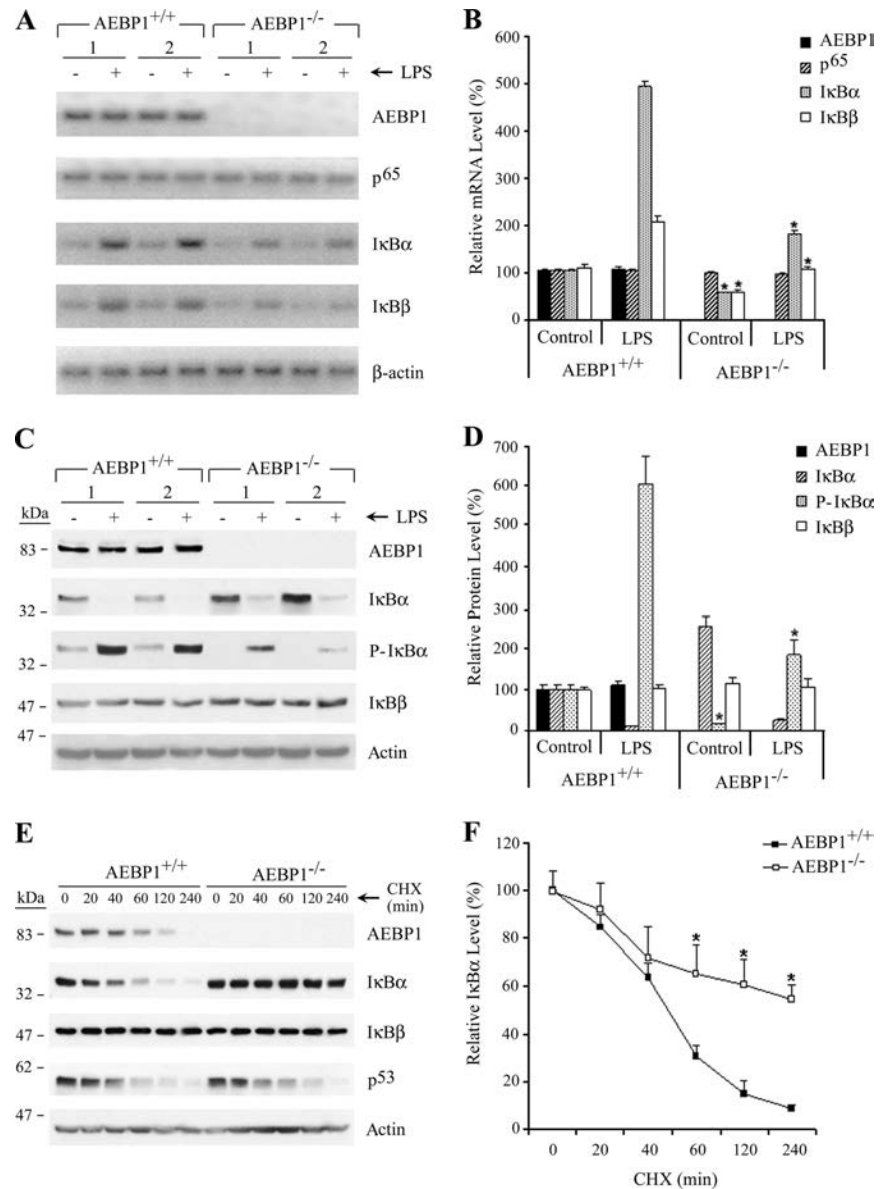 A
AEBP1+/+ AEBP1-/-
1 2 1 2
- + - + - + - + ← LPS
AEBP1
p65
IκBα
IκBβ
β-actin
B
AEBP1
p65
IκBα
IκBβ
Relative mRNA Level (%)
600
500
400
300
200
100
0
* * * *
Control LPS Control LPS
AEBP1+/+ AEBP1-/-
C
AEBP1+/+ AEBP1-/-
1 2 1 2
kDa - + - + - + - + ← LPS
83 – AEBP1
IκBα
32 –
P-IκBα
32 –
47 – IκBβ
47 –
Actin
D
AEBP1
IκBα
P-IκBα
IκBβ
Relative Protein Level (%)
700
600
500
400
300
200
100
0
* *
Control LPS Control LPS
AEBP1+/+ AEBP1-/-
E
AEBP1+/+ AEBP1-/-
kDa 0 20 40 60 120 240 0 20 40 60 120 240 ← CHX (min)
83 – AEBP1
IκBα
32 –
47 – IκBβ
62 –
p53
47 –
Actin
F
AEBP1+/+
AEBP1-/-
Relative IκBα Level (%)
120
100
80
60
40
20
0
* * *
0 20 40 60 120 240
CHX (min)